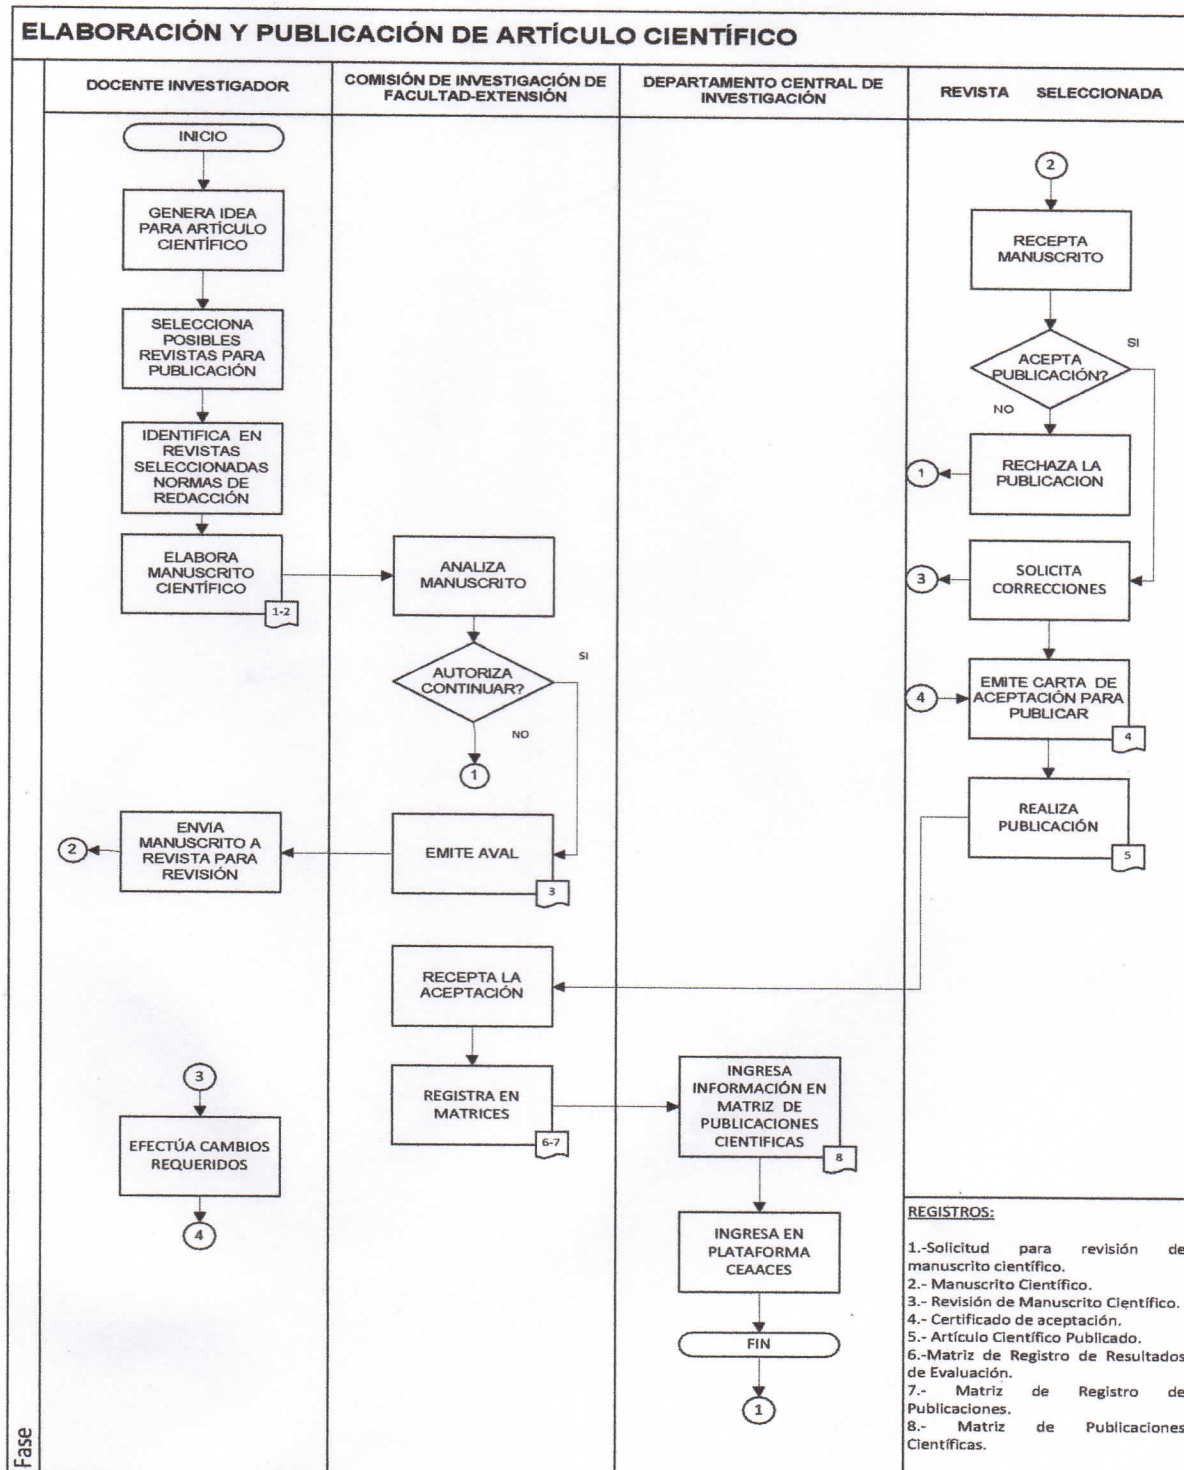 ELABORACIÓN Y PUBLICACIÓN DE ARTÍCULO CIENTÍFICO
Fase
DOCENTE INVESTIGADOR
INICIO
GENERA IDEA
PARA ARTÍCULO
CIENTÍFICO
SELECCIONA
POSIBLES
REVISTAS PARA
PUBLICACIÓN
IDENTIFICA EN
REVISTAS
SELECCIONADAS
NORMAS DE
REDACCIÓN
ELABORA
MANUSCRITO
CIENTÍFICO
1-2
ENVIA
MANUSCRITO A
REVISTA PARA
REVISIÓN
2
3
EFECTÚA CAMBIOS
REQUERIDOS
4
COMISIÓN DE INVESTIGACIÓN DE
FACULTAD-EXTENSIÓN
ANALIZA
MANUSCRITO
AUTORIZA
CONTINUAR?
SI
NO
1
EMITE AVAL
3
RECEPTA LA
ACEPTACIÓN
REGISTRA EN
MATRICES
6-7
DEPARTAMENTO CENTRAL DE
INVESTIGACIÓN
INGRESA
INFORMACIÓN EN
MATRIZ DE
PUBLICACIONES
CIENTIFICAS
8
INGRESA EN
PLATAFORMA
CEAACES
FIN
1
REVISTA SELECCIONADA
2
RECEPTA
MANUSCRITO
ACEPTA
PUBLICACIÓN?
SI
NO
1
RECHAZA LA
PUBLICACION
3
SOLICITA
CORRECCIONES
4
EMITE CARTA DE
ACEPTACIÓN PARA
PUBLICAR
4
REALIZA
PUBLICACIÓN
5
REGISTROS:
1.-Solicitud para revisión de
manuscrito científico.
2.- Manuscrito Científico.
3.- Revisión de Manuscrito Científico.
4.- Certificado de aceptación.
5.- Artículo Científico Publicado.
6.-Matriz de Registro de Resultados
de Evaluación.
7.- Matriz de Registro de
Publicaciones.
8.- Matriz de Publicaciones
Científicas.